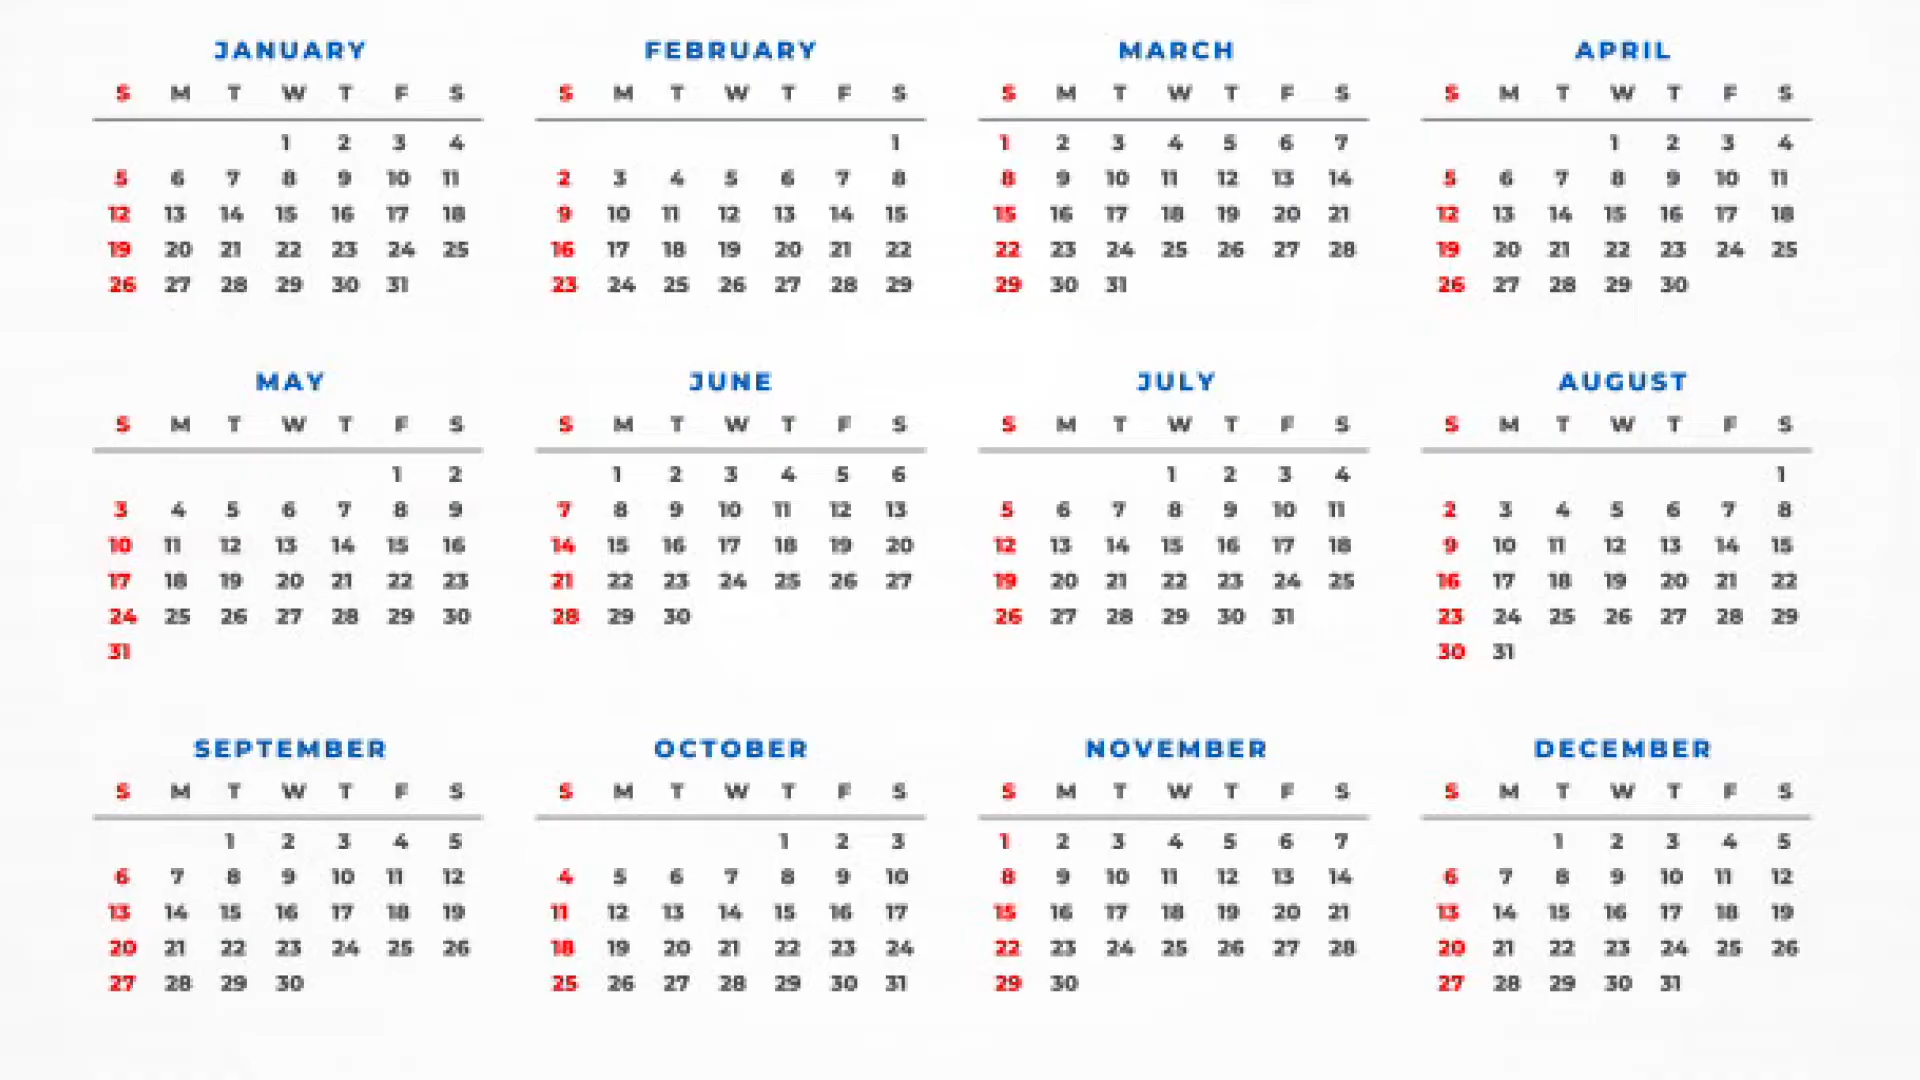 JANUARY
S M T W T F S
1 2 3 4
5 6 7 8 9 10 11
12 13 14 15 16 17 18
19 20 21 22 23 24 25
26 27 28 29 30 31
FEBRUARY
S M T W T F S
1
2 3 4 5 6 7 8
9 10 11 12 13 14 15
16 17 18 19 20 21 22
23 24 25 26 27 28 29
MARCH
S M T W T F S
1 2 3 4 5 6 7
8 9 10 11 12 13 14
15 16 17 18 19 20 21
22 23 24 25 26 27 28
29 30 31
APRIL
S M T W T F S
1 2 3 4
5 6 7 8 9 10 11
12 13 14 15 16 17 18
19 20 21 22 23 24 25
26 27 28 29 30
MAY
S M T W T F S
1 2
3 4 5 6 7 8 9
10 11 12 13 14 15 16
17 18 19 20 21 22 23
24 25 26 27 28 29 30
31
JUNE
S M T W T F S
1 2 3 4 5 6
7 8 9 10 11 12 13
14 15 16 17 18 19 20
21 22 23 24 25 26 27
28 29 30
JULY
S M T W T F S
1 2 3 4
5 6 7 8 9 10 11
12 13 14 15 16 17 18
19 20 21 22 23 24 25
26 27 28 29 30 31
AUGUST
S M T W T F S
1
2 3 4 5 6 7 8
9 10 11 12 13 14 15
16 17 18 19 20 21 22
23 24 25 26 27 28 29
30 31
SEPTEMBER
S M T W T F S
1 2 3 4 5
6 7 8 9 10 11 12
13 14 15 16 17 18 19
20 21 22 23 24 25 26
27 28 29 30
OCTOBER
S M T W T F S
1 2 3
4 5 6 7 8 9 10
11 12 13 14 15 16 17
18 19 20 21 22 23 24
25 26 27 28 29 30 31
NOVEMBER
S M T W T F S
1 2 3 4 5 6 7
8 9 10 11 12 13 14
15 16 17 18 19 20 21
22 23 24 25 26 27 28
29 30
DECEMBER
S M T W T F S
1 2 3 4 5
6 7 8 9 10 11 12
13 14 15 16 17 18 19
20 21 22 23 24 25 26
27 28 29 30 31